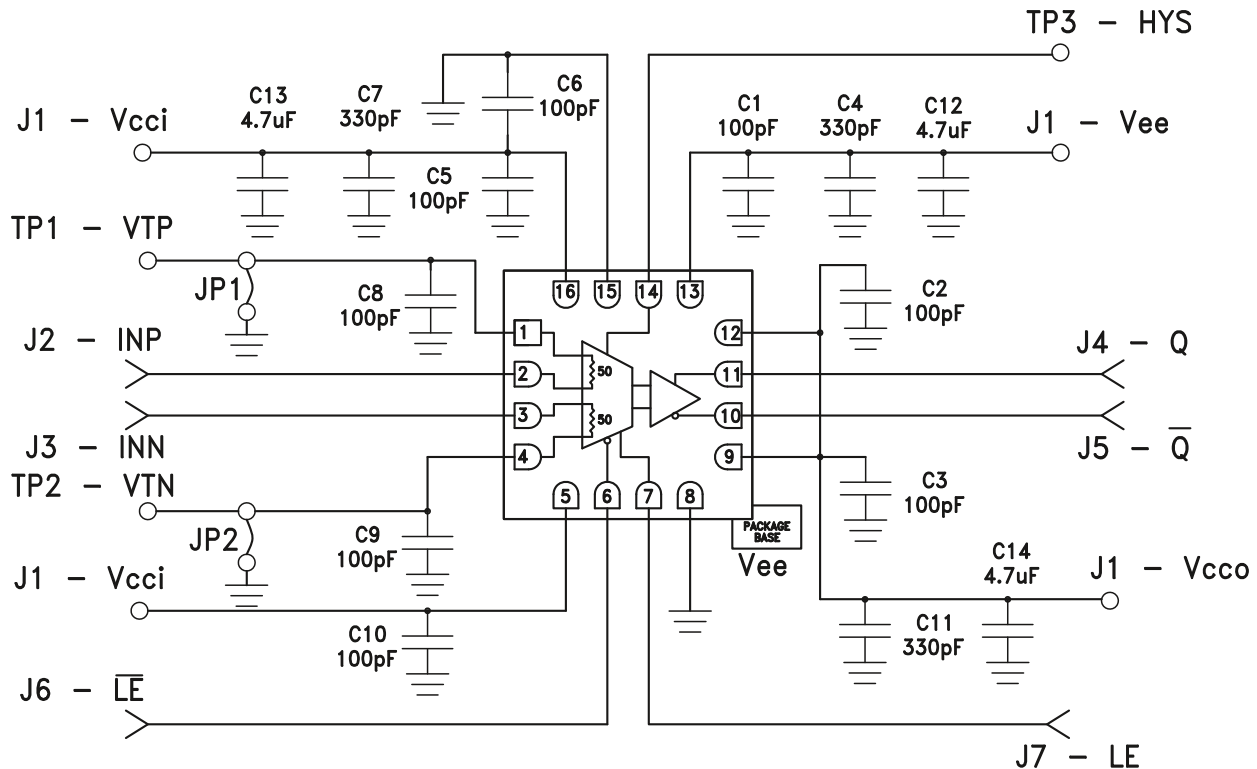 TP3 - HYS
J1 - Vcci
C13
4.7uF
C7
330pF
C6
100pF
C5
100pF
C1
100pF
C4
330pF
C12
4.7uF
J1 - Vee
TP1 - VTP
JP1
C8
100pF
16
15
14
13
C2
100pF
J2 - INP
1
2
3
4
50
50
12
11
10
9
J4 - Q
J3 - INN
J5 - Q̅
TP2 - VTN
JP2
C9
100pF
5
6
7
8
PACKAGE
BASE
Vee
C3
100pF
J1 - Vcci
C10
100pF
C14
4.7uF
J1 - Vcco
C11
330pF
J6 - L̅E̅
J7 - LE